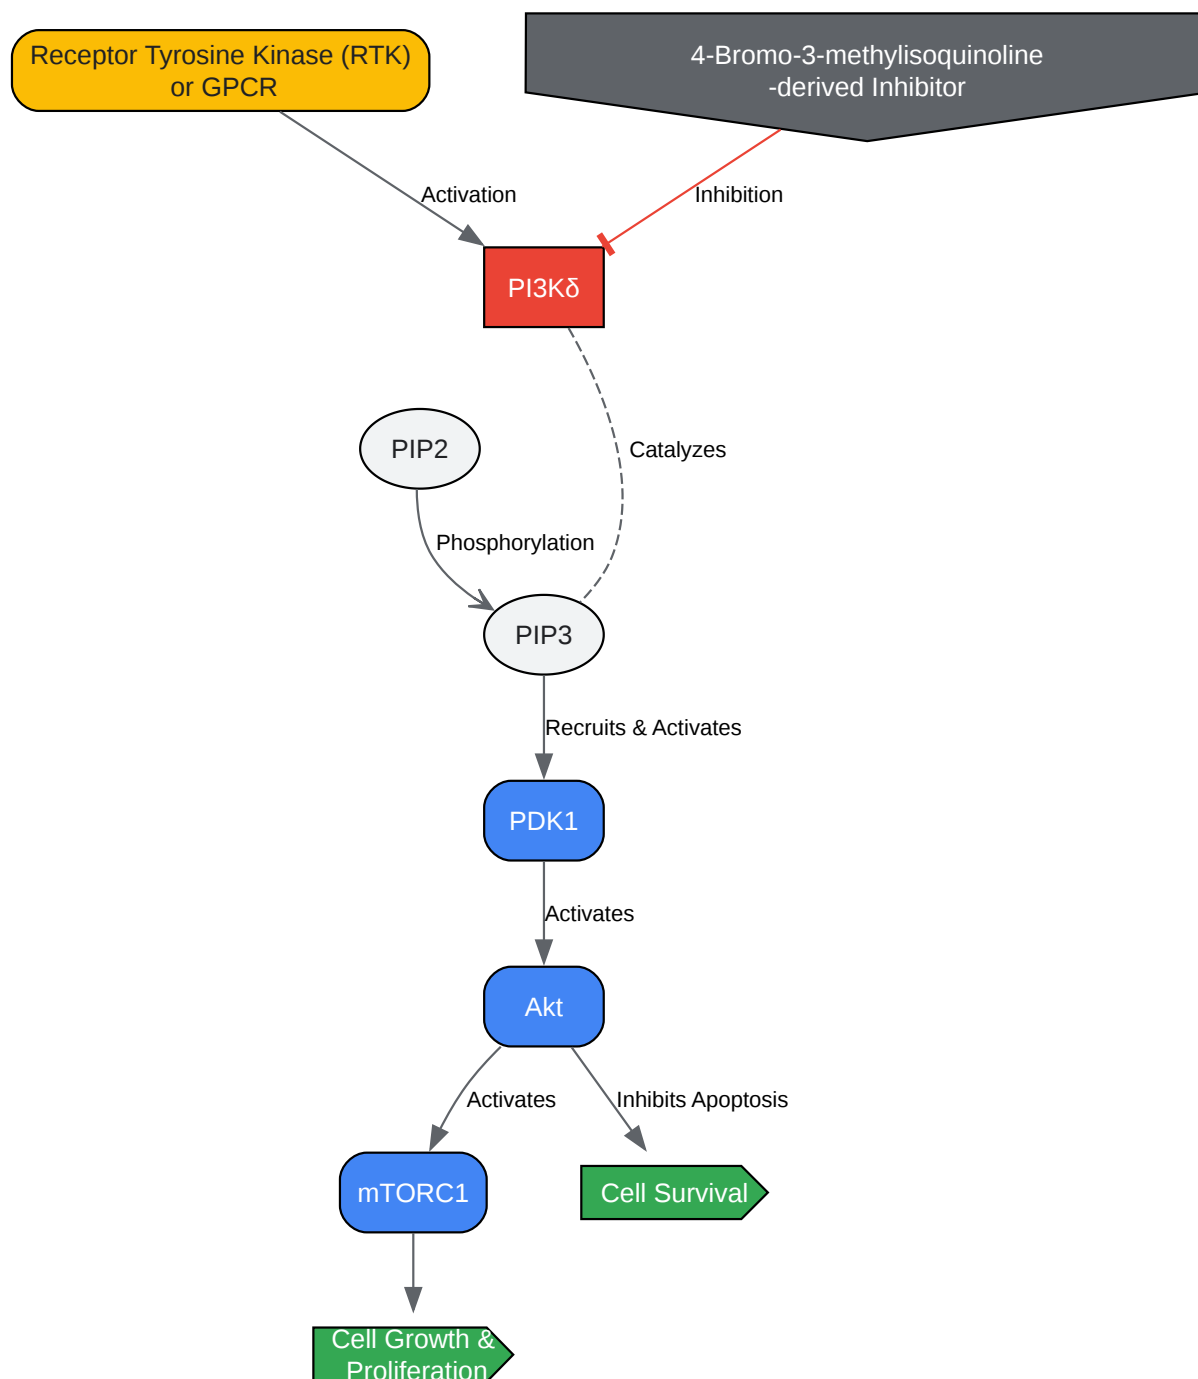 Receptor Tyrosine Kinase (RTK)
or GPCR
4-Bromo-3-methylisoquinoline
-derived Inhibitor
Activation
Inhibition
PI3Kδ
PIP2
Catalyzes
Phosphorylation
PIP3
Recruits & Activates
PDK1
Activates
Akt
Activates
Inhibits Apoptosis
mTORC1
Cell Survival
Cell Growth &
Proliferation